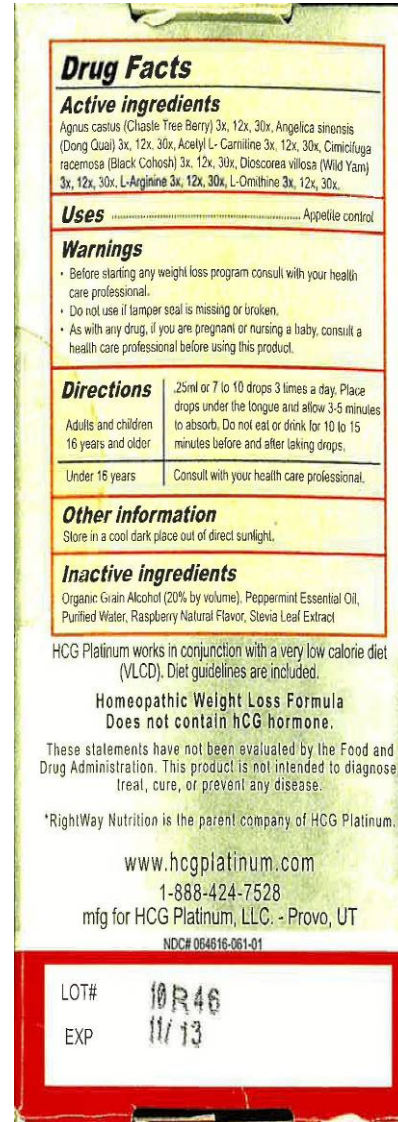 Drug Facts
Active ingredients
Agnus castus (Chaste Tree Berry) 3x, 12x, 30x, Angelica sinensis
(Dong Quai) 3x, 12x, 30x, Acetyl L- Carnitine 3x, 12x, 30x, Cimicifuga
racemosa (Black Cohosh) 3x, 12x, 30x, Dioscorea villosa (Wild Yam)
3x, 12x, 30x, L-Arginine 3x, 12x, 30x, L-Ornithine 3x, 12x, 30x.
Uses ........................................................ Appetite control
Warnings
• Before starting any weight loss program consult with your health
care professional.
• Do not use if tamper seal is missing or broken.
• As with any drug, if you are pregnant or nursing a baby, consult a
health care professional before using this product.
Directions
Adults and children
16 years and older
.25ml or 7 to 10 drops 3 times a day. Place
drops under the tongue and allow 3-5 minutes
to absorb. Do not eat or drink for 10 to 15
minutes before and after taking drops.
Under 16 years
Consult with your health care professional.
Other information
Store in a cool dark place out of direct sunlight.
Inactive ingredients
Organic Grain Alcohol (20% by volume), Peppermint Essential Oil,
Purified Water, Raspberry Natural Flavor, Stevia Leaf Extract
HCG Platinum works in conjunction with a very low calorie diet
(VLCD). Diet guidelines are included.
Homeopathic Weight Loss Formula
Does not contain hCG hormone.
These statements have not been evaluated by the Food and
Drug Administration. This product is not intended to diagnose
treat, cure, or prevent any disease.
*RightWay Nutrition is the parent company of HCG Platinum.
www.hcgplatinum.com
1-888-424-7528
mfg for HCG Platinum, LLC. - Provo, UT
NDC# 064616-061-01
LOT# 10R46
EXP 11/13